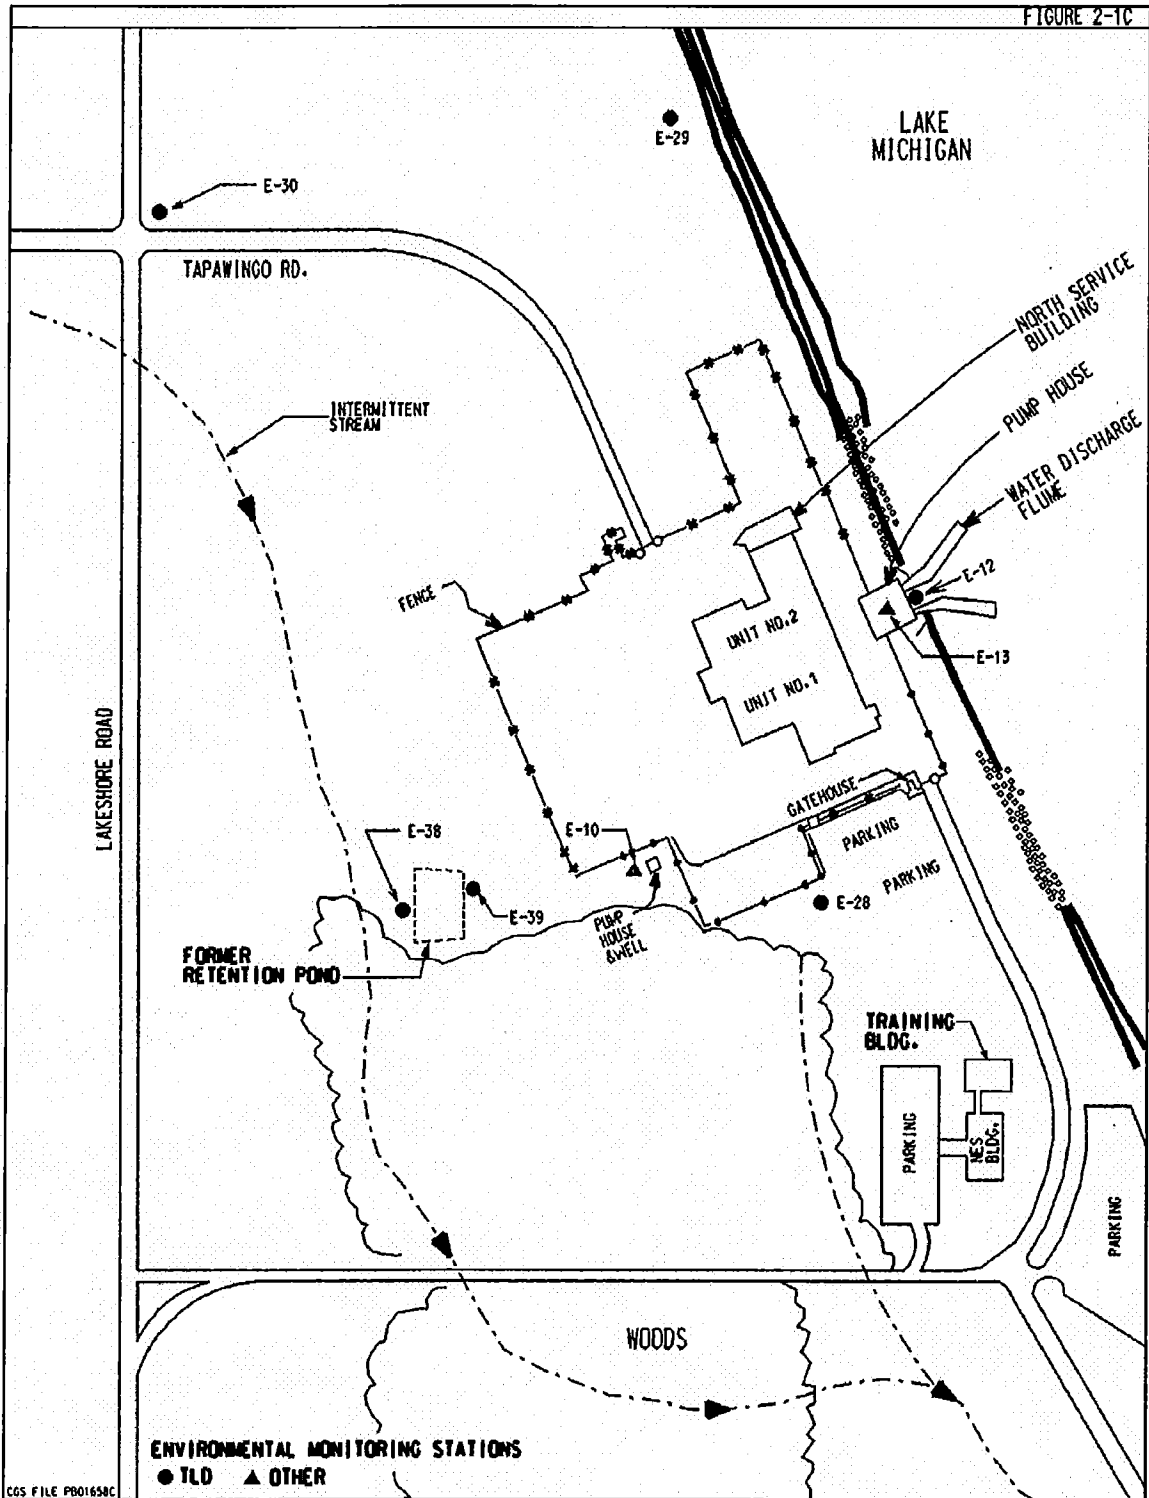 FIGURE 2-1C
LAKE
MICHIGAN
E-29
E-30
TAPAWINGO RD.
NORTH SERVICE
BUILDING
PUMP HOUSE
INTERMITTENT
STREAM
WATER DISCHARGE
FLUME
E-12
FENCE
UNIT NO.2
E-13
UNIT NO.1
LAKESHORE ROAD
GATEHOUSE
E-38
E-10
PARKING
PARKING
E-39
E-28
PUMP
HOUSE
&WELL
FORMER
RETENTION POND
TRAINING
BLDG.
PARKING
NES
BLDG.
PARKING
WOODS
ENVIRONMENTAL MONITORING STATIONS
TLD
OTHER
CGS FILE PB01658C